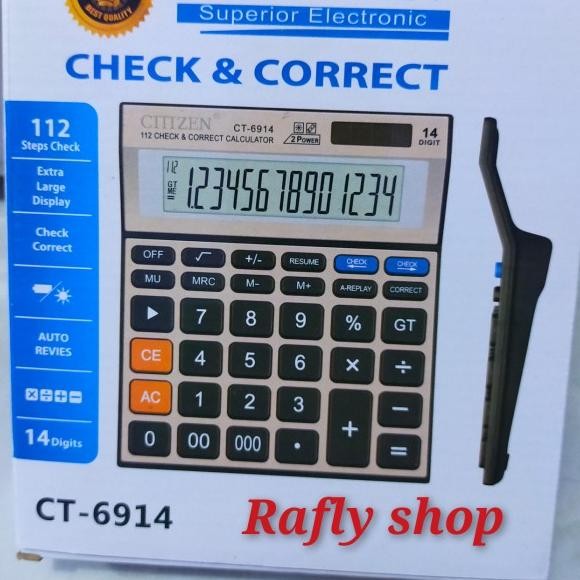 BEST QUALITY
Superior Electronic
CHECK & CORRECT
112
Steps Check
Extra
Large
Display
Check
Correct
AUTO
REVIES
14 Digits
CITIZEN®
CT-6914
112 CHECK & CORRECT CALCULATOR
2 POWER
14
DIGIT
112
GT
ME
=
12345678901234
OFF √ +/- RESUME CHECK CHECK
MU MRC M- M+ A-REPLAY CORRECT
7 8 9 % GT
CE 4 5 6 × ÷
AC 1 2 3 + −
0 00 000 . =
CT-6914
Rafly shop